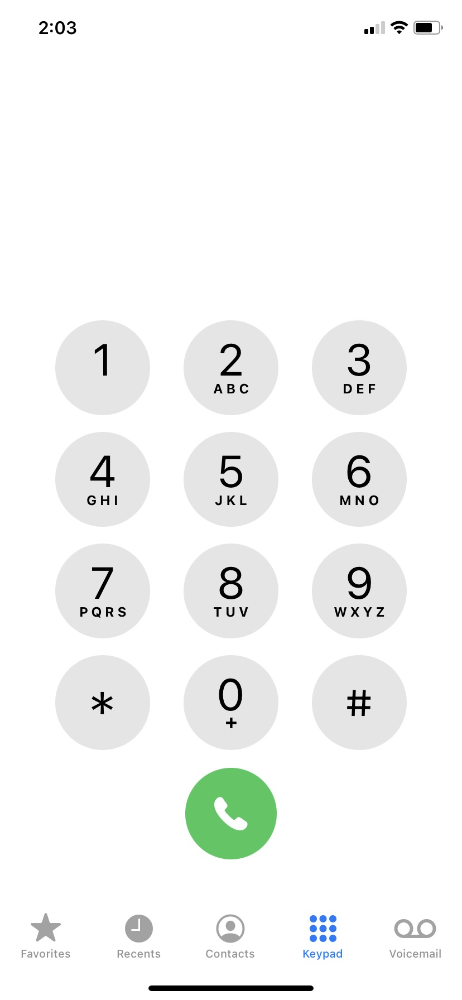 2:03
1 2 3
ABC DEF
4 5 6
GHI JKL MNO
7 8 9
PQRS TUV WXYZ
* 0 #
+
Favorites Recents Contacts Keypad Voicemail